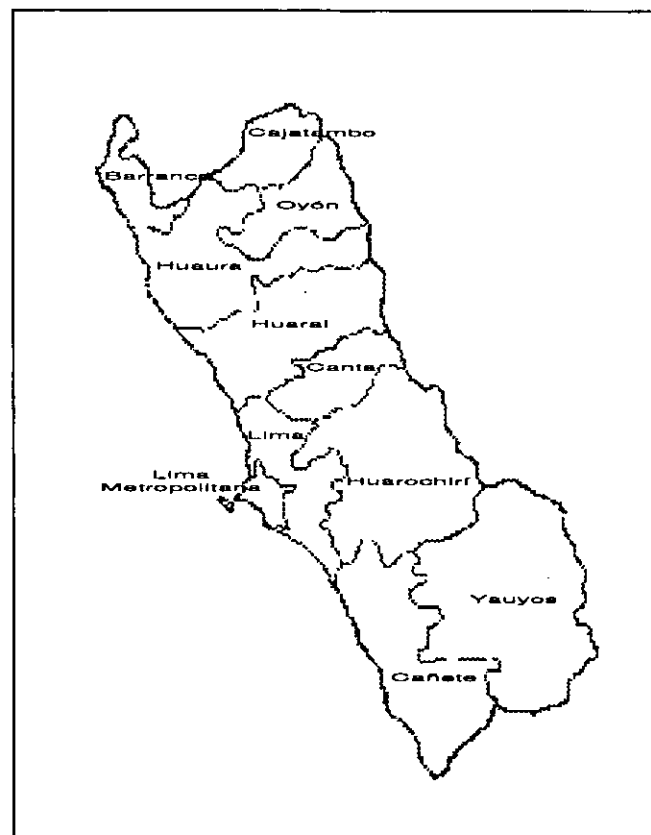 Cajatambo
Barranca
Oyón
Huaura
Huaral
Canta
Lima
Lima
Metropolitana
Huarochirí
Yauyos
Cañete